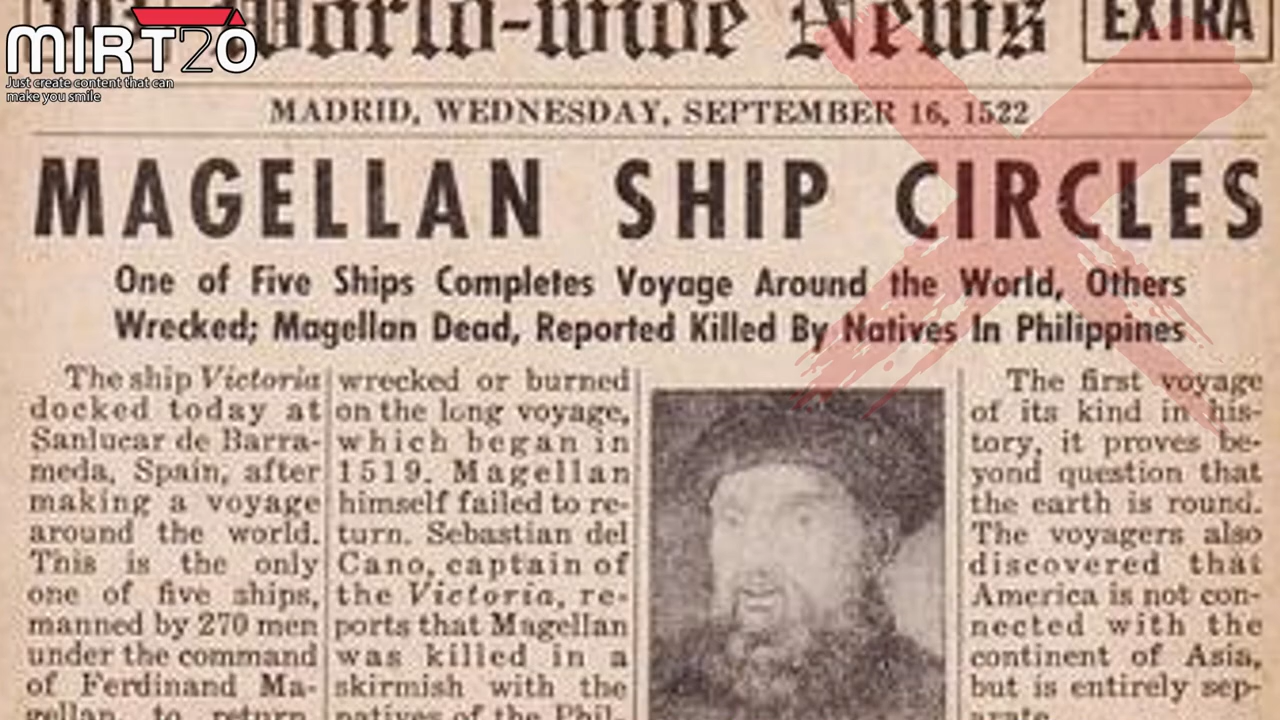 MIRT20
Just create content that can
make you smile
World-wide News
EXTRA
MADRID, WEDNESDAY, SEPTEMBER 16, 1522
MAGELLAN SHIP CIRCLES
One of Five Ships Completes Voyage Around the World, Others
Wrecked; Magellan Dead, Reported Killed By Natives In Philippines
The ship Victoria
docked today at
Sanlucar de Barra-
meda, Spain, after
making a voyage
around the world.
This is the only
one of five ships,
manned by 270 men
under the command
of Ferdinand Ma-
gellan, to return.
wrecked or burned
on the long voyage,
which began in
1519. Magellan
himself failed to re-
turn. Sebastian del
Cano, captain of
the Victoria, re-
ports that Magellan
was killed in a
skirmish with the
natives of the Phil-
The first voyage
of its kind in his-
tory, it proves be-
yond question that
the earth is round.
The voyagers also
discovered that
America is not con-
nected with the
continent of Asia,
but is entirely sep-
arate.